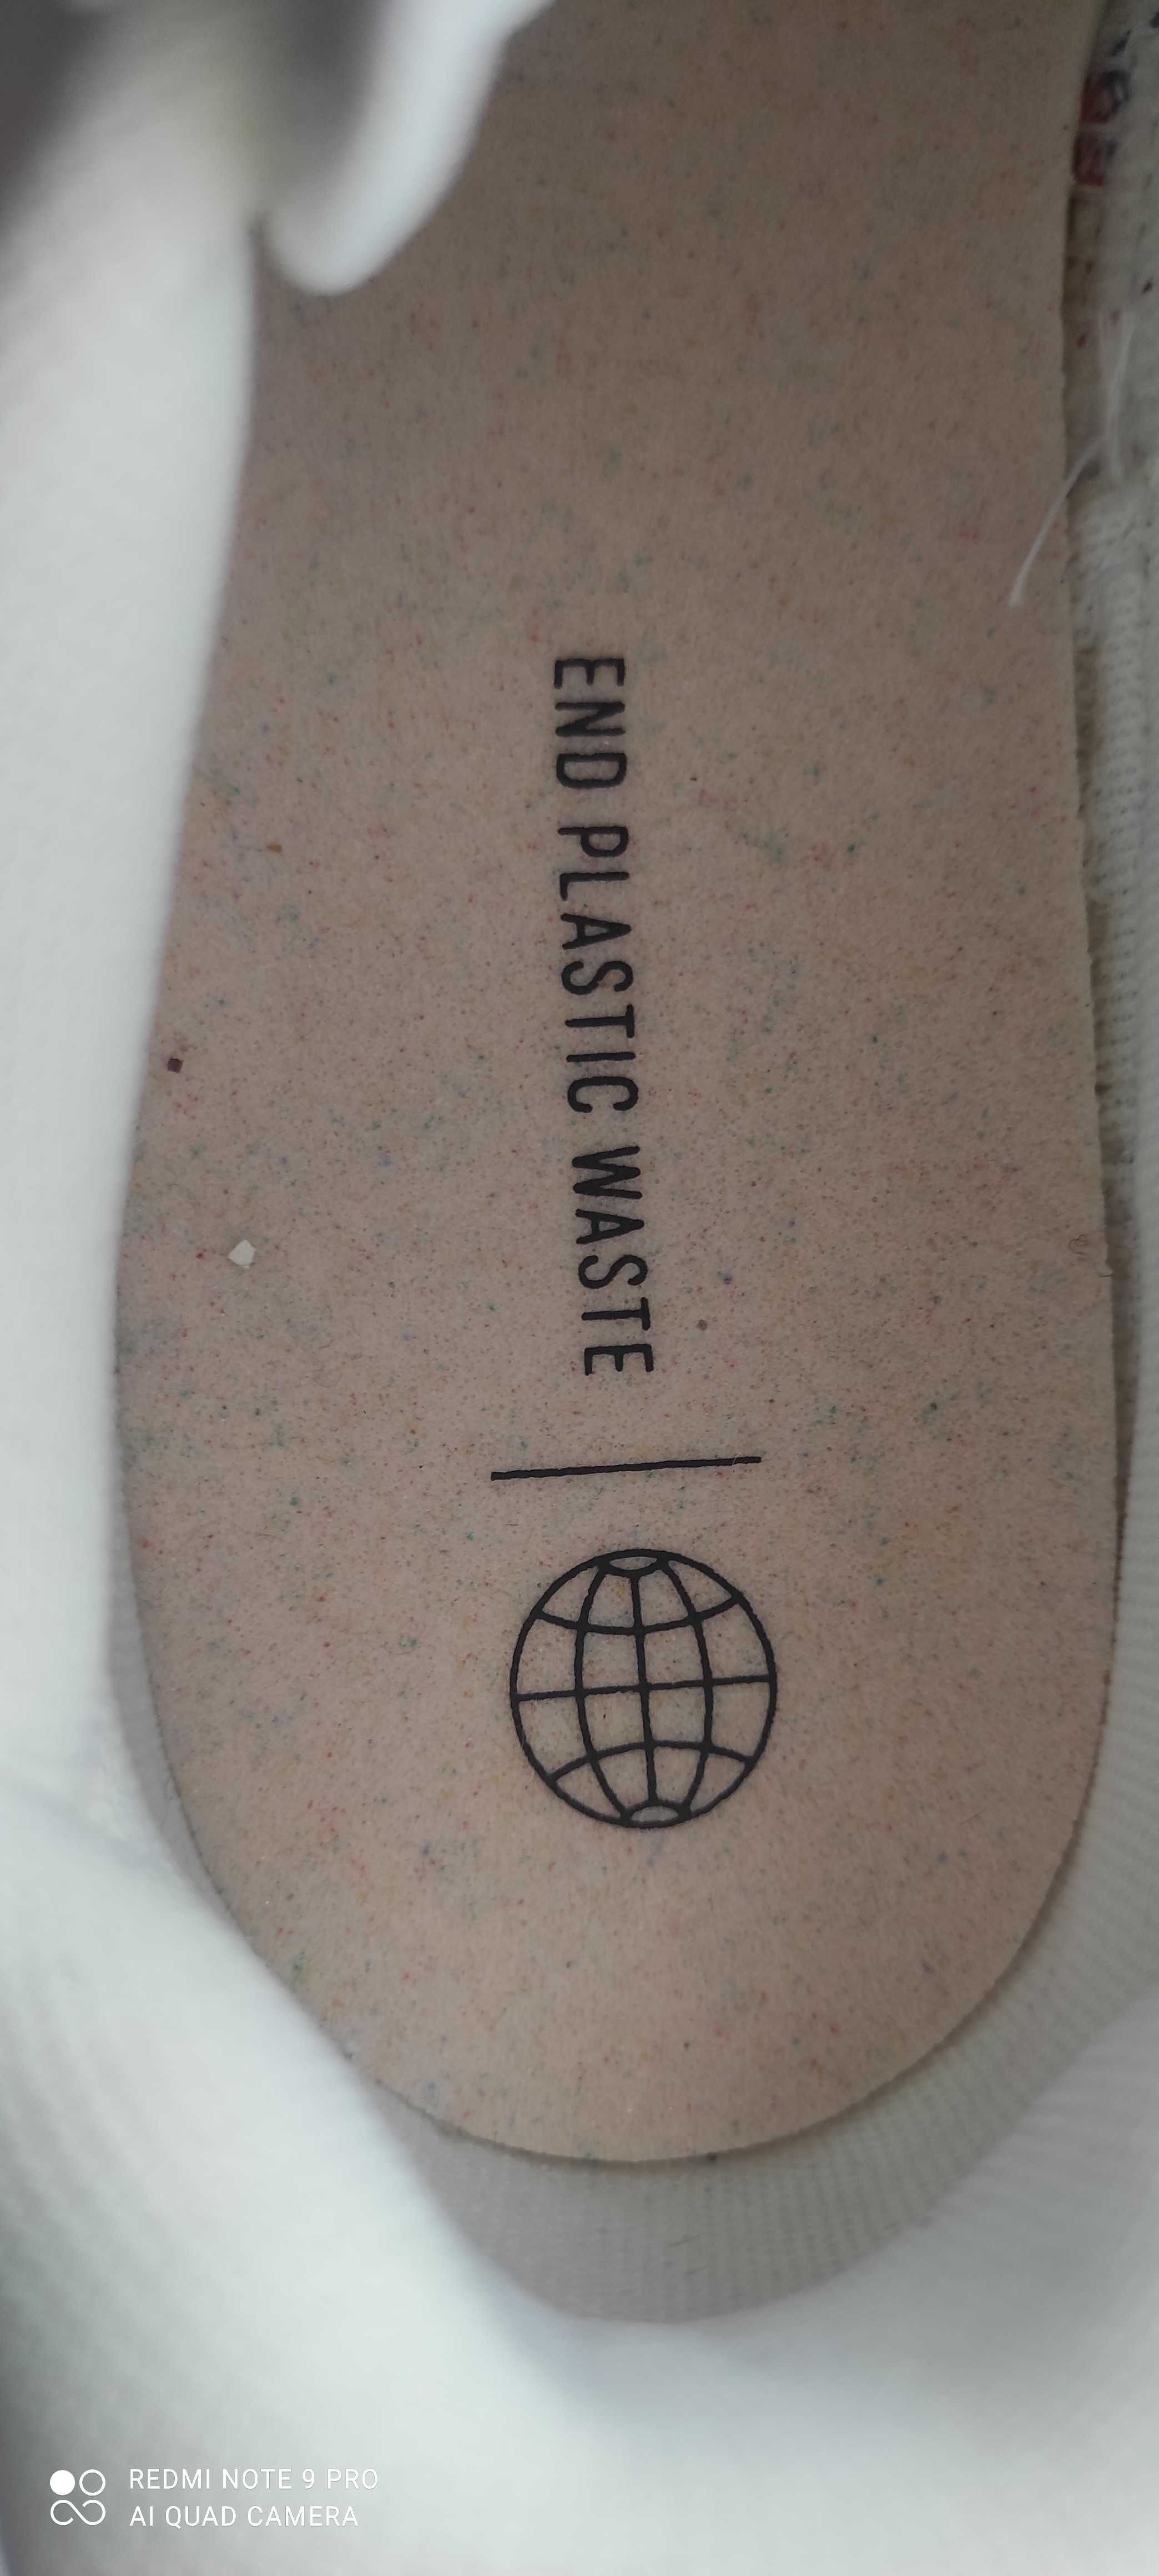 END PLASTIC WASTE
REDMI NOTE 9 PRO
AI QUAD CAMERA